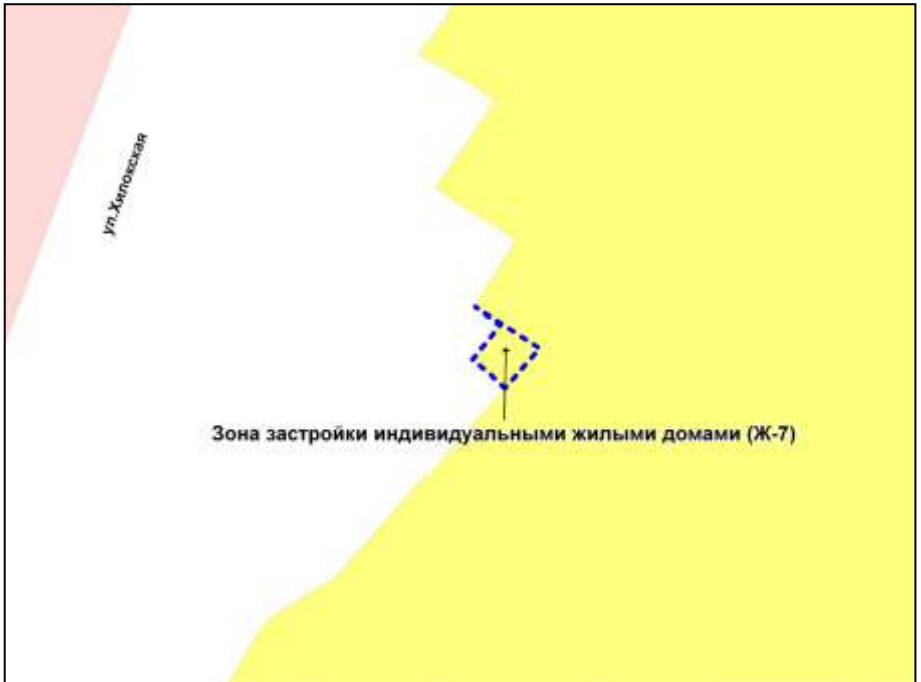 ул.Хилокская
Зона застройки индивидуальными жилыми домами (Ж-7)